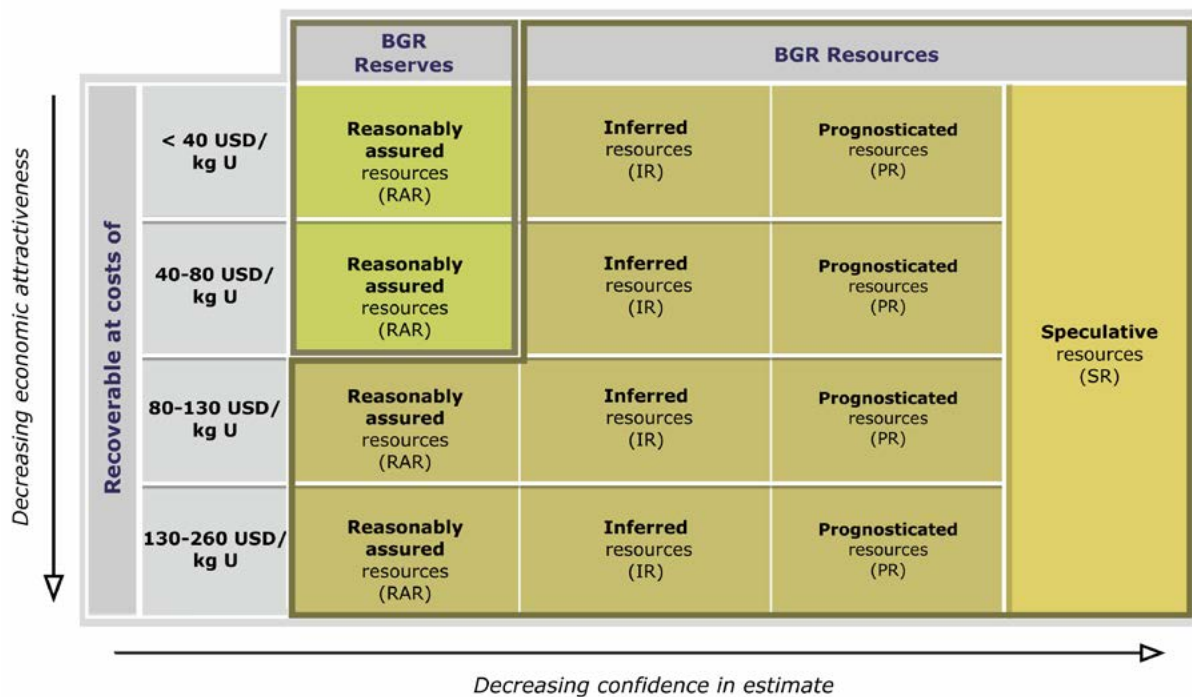 BGR
Reserves
BGR Resources
Decreasing economic attractiveness
Recoverable at costs of
< 40 USD/
kg U
Reasonably
assured
resources
(RAR)
Inferred
resources
(IR)
Prognosticated
resources
(PR)
40-80 USD/
kg U
Reasonably
assured
resources
(RAR)
Inferred
resources
(IR)
Prognosticated
resources
(PR)
Speculative
resources
(SR)
80-130 USD/
kg U
Reasonably
assured
resources
(RAR)
Inferred
resources
(IR)
Prognosticated
resources
(PR)
130-260 USD/
kg U
Reasonably
assured
resources
(RAR)
Inferred
resources
(IR)
Prognosticated
resources
(PR)
Decreasing confidence in estimate